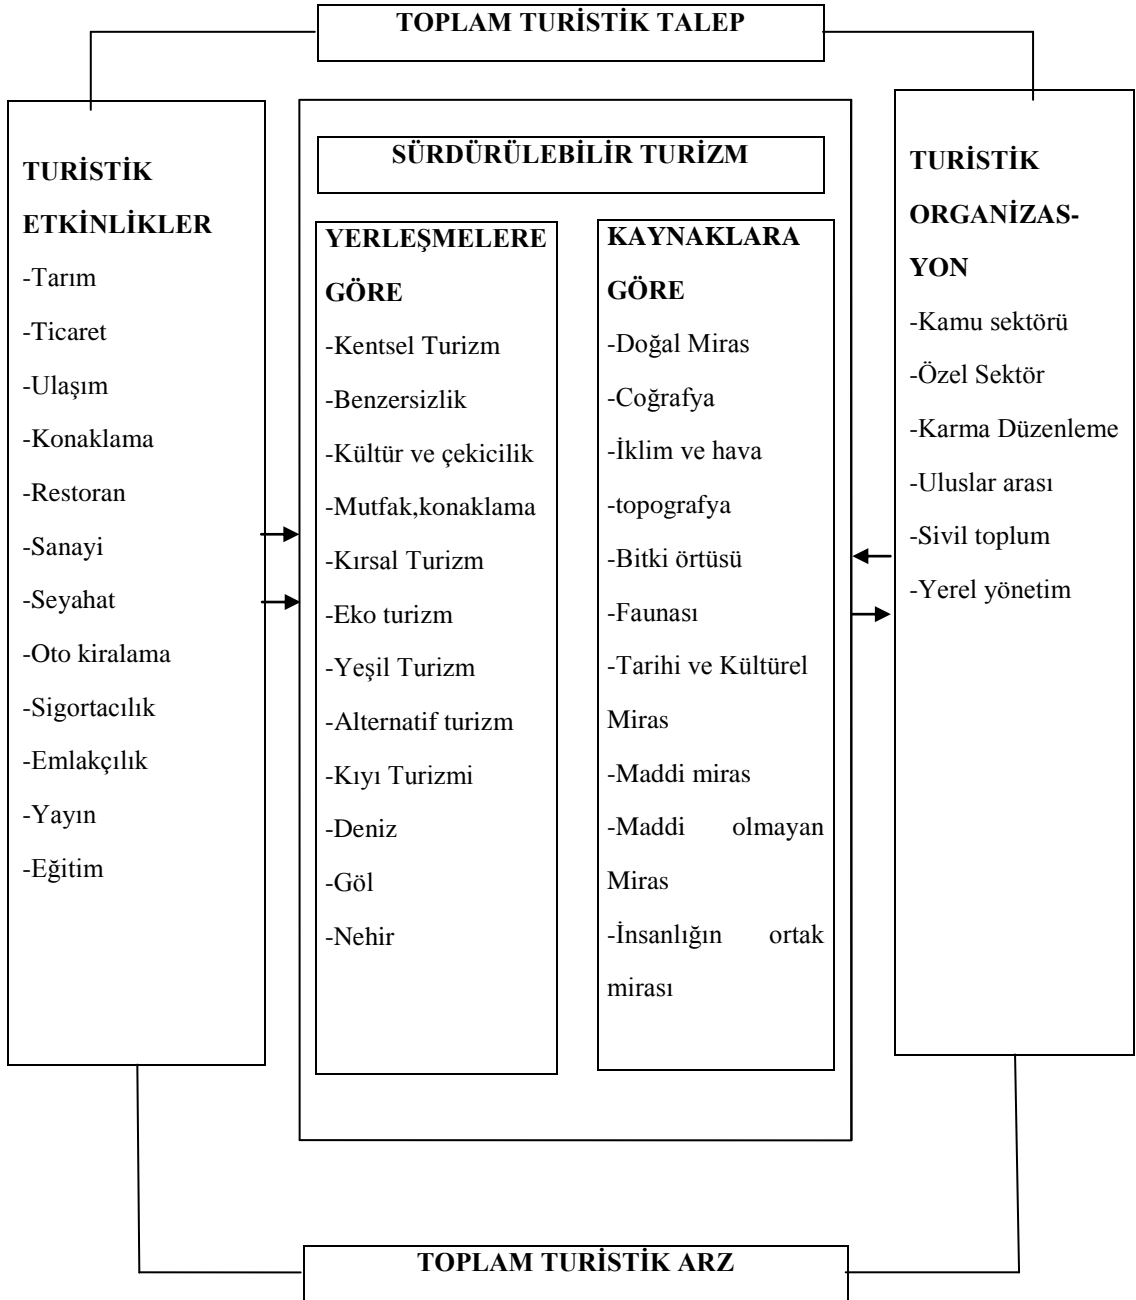 TOPLAM TURİSTİK TALEP
TURİSTİK
ETKİNLİKLER
-Tarım
-Ticaret
-Ulaşım
-Konaklama
-Restoran
-Sanayi
-Seyahat
-Oto kiralama
-Sigortacılık
-Emlakçılık
-Yayın
-Eğitim
SÜRDÜRÜLEBİLİR TURİZM
YERLEŞMELERE
GÖRE
-Kentsel Turizm
-Benzersizlik
-Kültür ve çekicilik
-Mutfak,konaklama
-Kırsal Turizm
-Eko turizm
-Yeşil Turizm
-Alternatif turizm
-Kıyı Turizmi
-Deniz
-Göl
-Nehir
KAYNAKLARA
GÖRE
-Doğal Miras
-Coğrafya
-İklim ve hava
-topografya
-Bitki örtüsü
-Faunası
-Tarihi ve Kültürel
Miras
-Maddi miras
-Maddi olmayan
Miras
-İnsanlığın ortak
mirası
TURİSTİK
ORGANİZAS-
YON
-Kamu sektörü
-Özel Sektör
-Karma Düzenleme
-Uluslar arası
-Sivil toplum
-Yerel yönetim
TOPLAM TURİSTİK ARZ